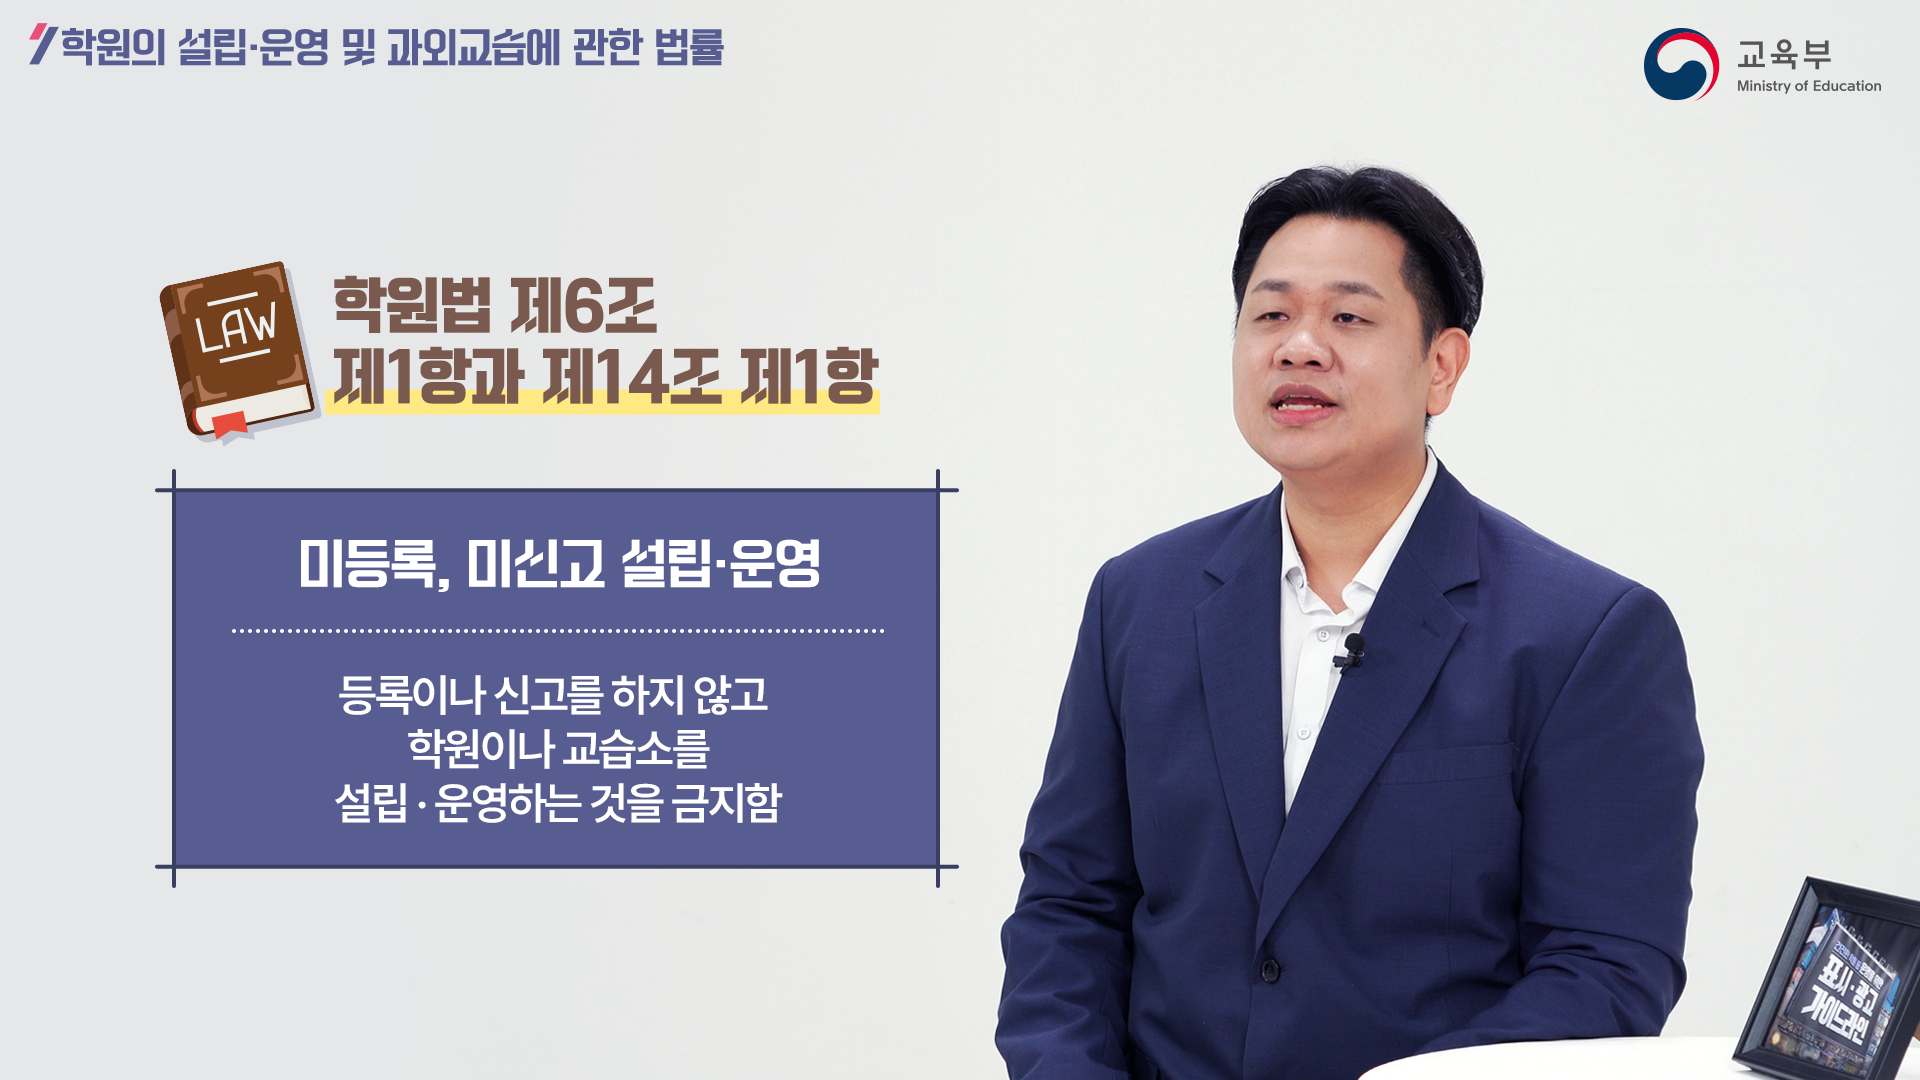 학원의 설립·운영 및 과외교습에 관한 법률
교육부
Ministry of Education
LAW
학원법 제6조
제1항과 제14조 제1항
미등록, 미신고 설립·운영
등록이나 신고를 하지 않고
학원이나 교습소를
설립·운영하는 것을 금지함
표시·광고
가이드라인